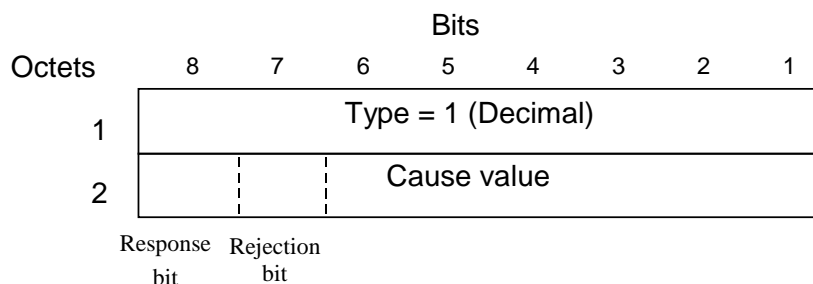 Bits
Octets 8 7 6 5 4 3 2 1
1 Type = 1 (Decimal)
2 Cause value
Response Rejection
bit bit